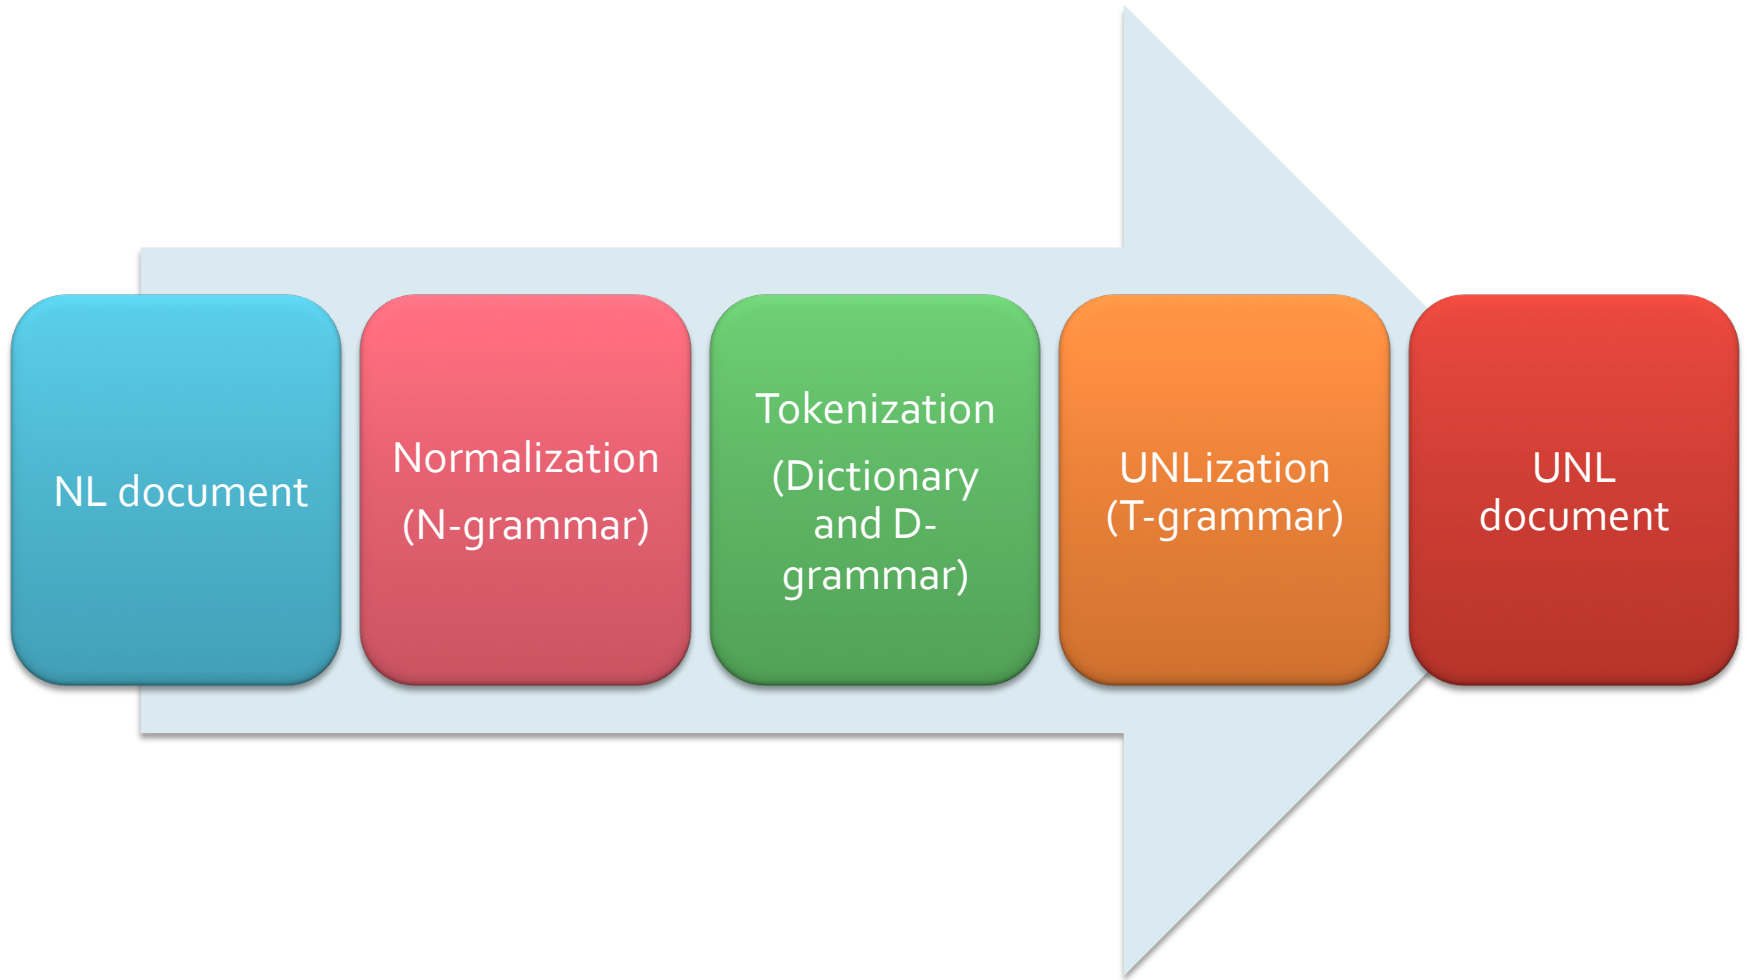 NL document
Normalization
(N-grammar)
Tokenization
(Dictionary
and D-
grammar)
UNLization
(T-grammar)
UNL
document